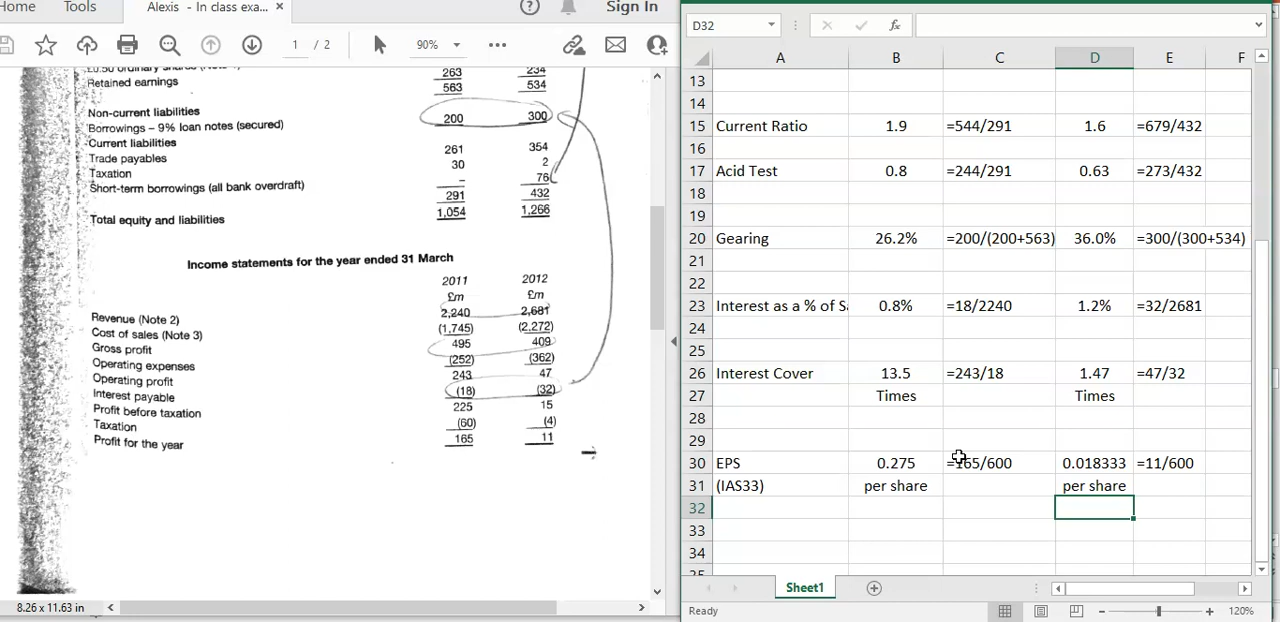 Home Tools Alexis - In class exa... × Sign In
1 / 2 90%
£0.50 ordinary shares
Retained earnings 263 234
563 534
Non-current liabilities
Borrowings – 9% loan notes (secured) 200 300
Current liabilities
Trade payables 261 354
Taxation 30 2
Short-term borrowings (all bank overdraft) – 76
291 432
Total equity and liabilities 1,054 1,266
Income statements for the year ended 31 March
2011 2012
£m £m
Revenue (Note 2) 2,240 2,681
Cost of sales (Note 3) (1,745) (2,272)
Gross profit 495 409
Operating expenses (252) (362)
Operating profit 243 47
Interest payable (18) (32)
Profit before taxation 225 15
Taxation (60) (4)
Profit for the year 165 11
8.26 x 11.63 in
D32 fx
A B C D E F
13
14
15 Current Ratio 1.9 =544/291 1.6 =679/432
16
17 Acid Test 0.8 =244/291 0.63 =273/432
18
19
20 Gearing 26.2% =200/(200+563) 36.0% =300/(300+534)
21
22
23 Interest as a % of Sa 0.8% =18/2240 1.2% =32/2681
24
25
26 Interest Cover 13.5 =243/18 1.47 =47/32
27 Times Times
28
29
30 EPS 0.275 =165/600 0.018333 =11/600
31 (IAS33) per share per share
32
33
34
35
Sheet1
Ready 120%